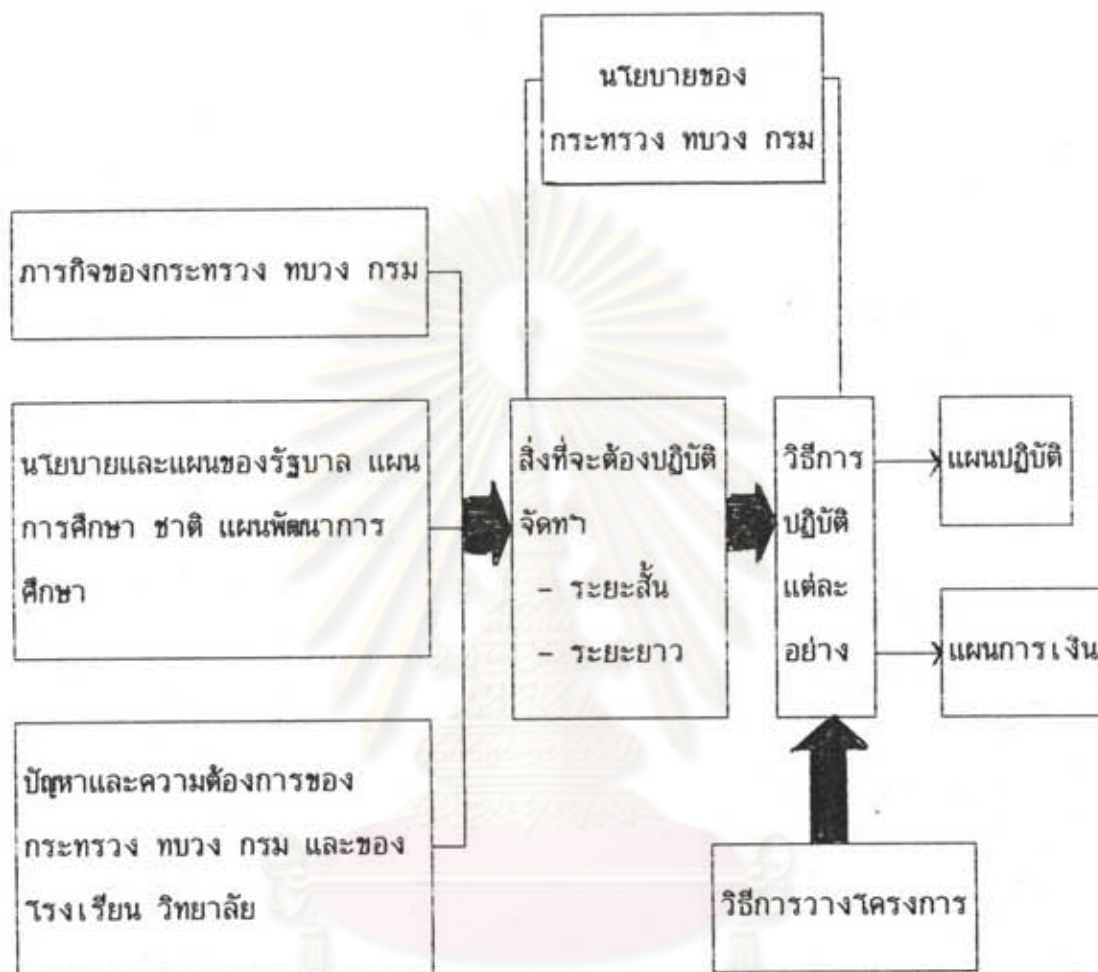 นโยบายของ
กระทรวง ทบวง กรม
ภารกิจของกระทรวง ทบวง กรม
นโยบายและแผนของรัฐบาล แผน
การศึกษา ชาติ แผนพัฒนาการ
ศึกษา
ปัญหาและความต้องการของ
กระทรวง ทบวง กรม และของ
โรงเรียน วิทยาลัย
สิ่งที่จะต้องปฏิบัติ
จัดทำ
- ระยะสั้น
- ระยะยาว
วิธีการ
ปฏิบัติ
แต่ละ
อย่าง
แผนปฏิบัติ
แผนการเงิน
วิธีการวางโครงการ